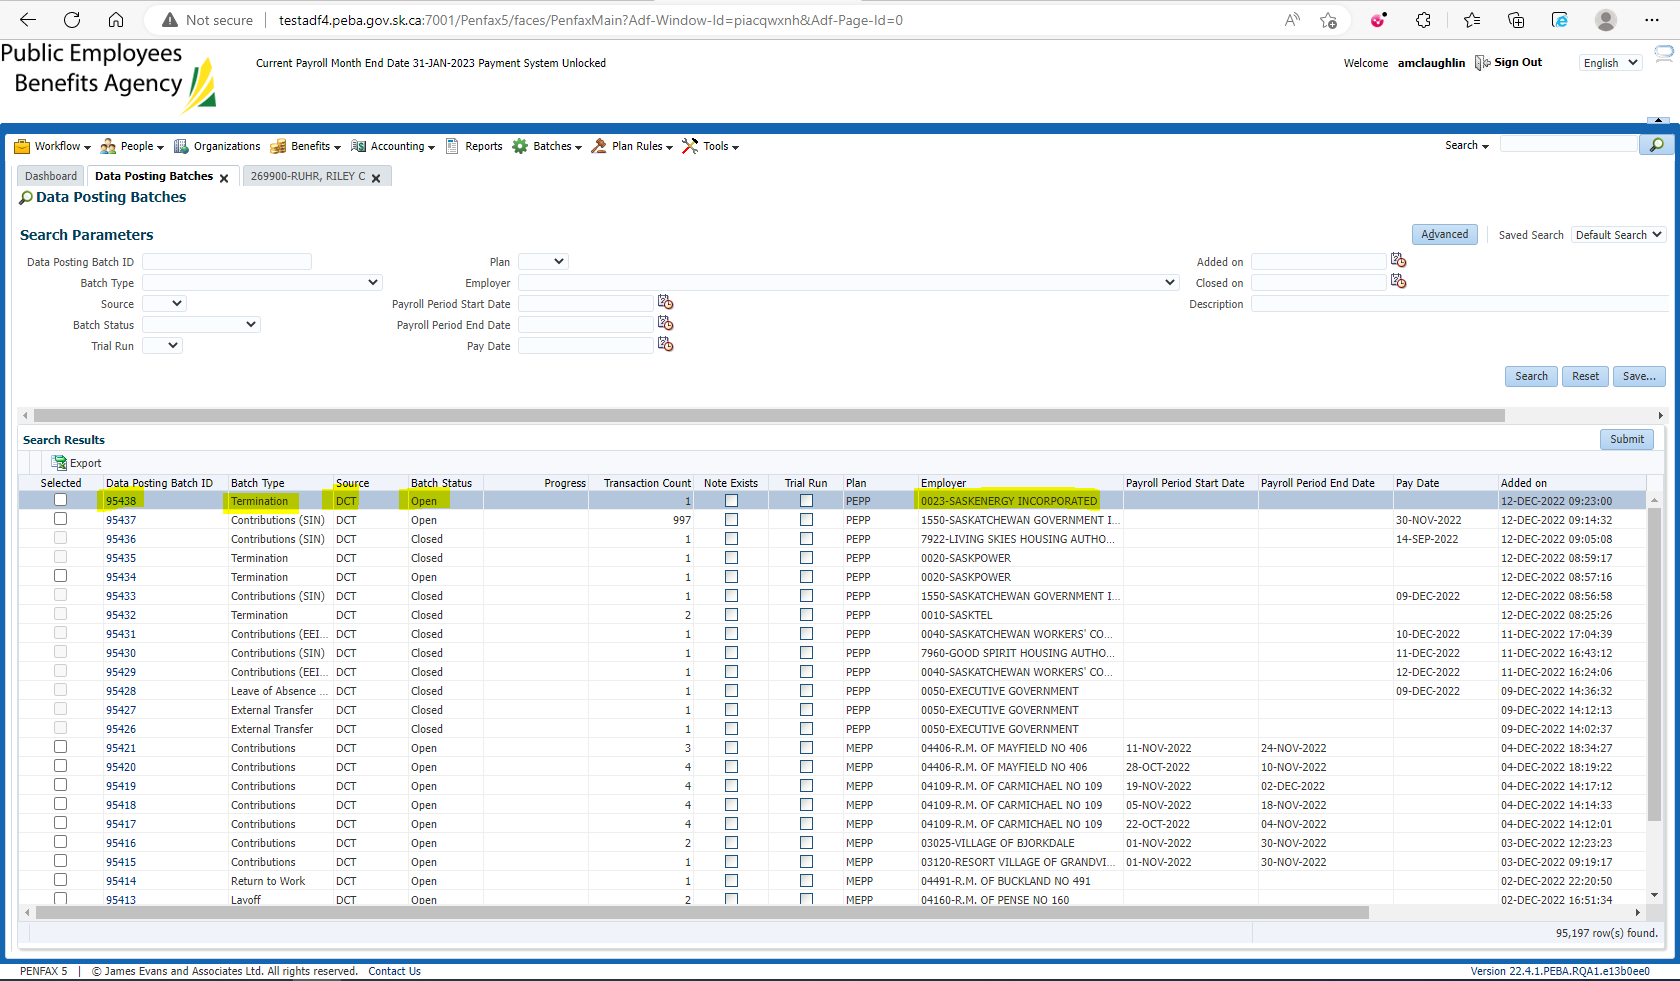 Not secure | testadf4.peba.gov.sk.ca:7001/Penfax5/faces/PenfaxMain?Adf-Window-Id=piacqwxnh&Adf-Page-Id=0
Public Employees
Benefits Agency
Current Payroll Month End Date 31-JAN-2023 Payment System Unlocked
Welcome amclaughlin Sign Out English
Workflow People Organizations Benefits Accounting Reports Batches Plan Rules Tools Search
Dashboard Data Posting Batches 269900-RUHR, RILEY C
Data Posting Batches
Search Parameters Advanced Saved Search Default Search
Data Posting Batch ID Plan Added on
Batch Type Employer Closed on
Source Payroll Period Start Date Description
Batch Status Payroll Period End Date
Trial Run Pay Date
Search Reset Save...
Search Results Submit
Export
Selected Data Posting Batch ID Batch Type Source Batch Status Progress Transaction Count Note Exists Trial Run Plan Employer Payroll Period Start Date Payroll Period End Date Pay Date Added on
95438 Termination DCT Open 1 PEPP 0023-SASKENERGY INCORPORATED 12-DEC-2022 09:23:00
95437 Contributions (SIN) DCT Open 997 PEPP 1550-SASKATCHEWAN GOVERNMENT I... 30-NOV-2022 12-DEC-2022 09:14:32
95436 Contributions (SIN) DCT Closed 1 PEPP 7922-LIVING SKIES HOUSING AUTHO... 14-SEP-2022 12-DEC-2022 09:05:08
95435 Termination DCT Closed 1 PEPP 0020-SASKPOWER 12-DEC-2022 08:59:17
95434 Termination DCT Open 1 PEPP 0020-SASKPOWER 12-DEC-2022 08:57:16
95433 Contributions (SIN) DCT Closed 1 PEPP 1550-SASKATCHEWAN GOVERNMENT I... 09-DEC-2022 12-DEC-2022 08:56:58
95432 Termination DCT Closed 2 PEPP 0010-SASKTEL 12-DEC-2022 08:25:26
95431 Contributions (EEI... DCT Closed 1 PEPP 0040-SASKATCHEWAN WORKERS' CO... 10-DEC-2022 11-DEC-2022 17:04:39
95430 Contributions (SIN) DCT Closed 1 PEPP 7960-GOOD SPIRIT HOUSING AUTHO... 11-DEC-2022 11-DEC-2022 16:43:12
95429 Contributions (EEI... DCT Closed 1 PEPP 0040-SASKATCHEWAN WORKERS' CO... 12-DEC-2022 11-DEC-2022 16:24:06
95428 Leave of Absence ... DCT Closed 1 PEPP 0050-EXECUTIVE GOVERNMENT 09-DEC-2022 09-DEC-2022 14:36:32
95427 External Transfer DCT Closed 1 PEPP 0050-EXECUTIVE GOVERNMENT 09-DEC-2022 14:12:13
95426 External Transfer DCT Closed 1 PEPP 0050-EXECUTIVE GOVERNMENT 09-DEC-2022 14:02:37
95421 Contributions DCT Open 3 MEPP 04406-R.M. OF MAYFIELD NO 406 11-NOV-2022 24-NOV-2022 04-DEC-2022 18:34:27
95420 Contributions DCT Open 4 MEPP 04406-R.M. OF MAYFIELD NO 406 28-OCT-2022 10-NOV-2022 04-DEC-2022 18:19:22
95419 Contributions DCT Open 4 MEPP 04109-R.M. OF CARMICHAEL NO 109 19-NOV-2022 02-DEC-2022 04-DEC-2022 14:17:12
95418 Contributions DCT Open 4 MEPP 04109-R.M. OF CARMICHAEL NO 109 05-NOV-2022 18-NOV-2022 04-DEC-2022 14:14:33
95417 Contributions DCT Open 4 MEPP 04109-R.M. OF CARMICHAEL NO 109 22-OCT-2022 04-NOV-2022 04-DEC-2022 14:12:01
95416 Contributions DCT Open 2 MEPP 03025-VILLAGE OF BJORKDALE 01-NOV-2022 30-NOV-2022 03-DEC-2022 12:23:23
95415 Contributions DCT Open 1 MEPP 03120-RESORT VILLAGE OF GRANDVI... 01-NOV-2022 30-NOV-2022 03-DEC-2022 09:19:17
95414 Return to Work DCT Open 1 MEPP 04491-R.M. OF BUCKLAND NO 491 02-DEC-2022 22:20:50
95413 Layoff DCT Open 2 MEPP 04160-R.M. OF PENSE NO 160 02-DEC-2022 16:51:34
95,197 row(s) found.
PENFAX 5 | © James Evans and Associates Ltd. All rights reserved. Contact Us Version 22.4.1.PEBA.RQA1.e13b0ee0